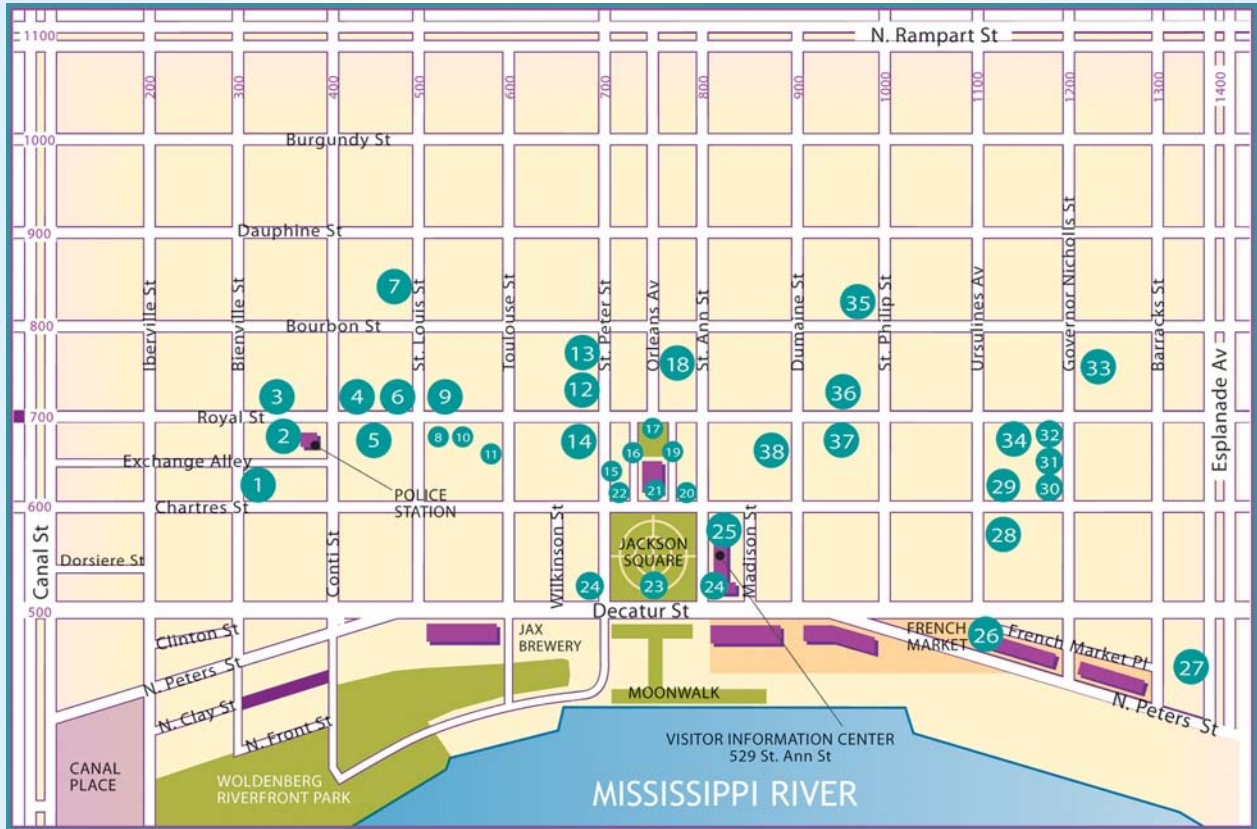 1100
N. Rampart St
200
300
500
600
700
800
900
1000
1200
1300
1400
1000
Burgundy St
900
Dauphine St
Iberville St
Bienville St
St. Louis St
Toulouse St
St. Peter St
Orleans Av
St. Ann St
Dumaine St
St. Philip St
Ursulines Av
Governor Nicholls St
Barracks St
Esplanade Av
7
35
800
Bourbon St
13
18
33
12
36
3
4
6
9
700
Royal St
17
2
5
8
10
14
37
34
32
16
19
38
11
31
Exchange Alley
15
1
22
21
20
29
30
POLICE
STATION
600
Chartres St
Canal St
Conti St
Wilkinson St
Madison St
25
28
JACKSON
SQUARE
Dorsiere St
24
23
24
500
Decatur St
Clinton St
JAX
BREWERY
FRENCH
MARKET
26
French Market Pl
27
N. Peters St
MOONWALK
N. Peters St
N. Clay St
N. Front St
VISITOR INFORMATION CENTER
529 St. Ann St
CANAL
PLACE
WOLDENBERG
RIVERFRONT PARK
MISSISSIPPI RIVER